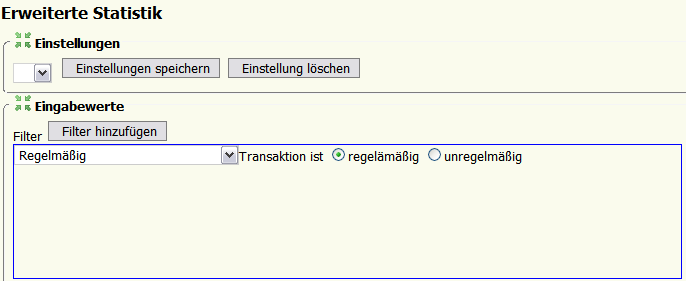 Erweiterte Statistik
Einstellungen
Einstellungen speichern Einstellung löschen
Eingabewerte
Filter Filter hinzufügen
Regelmäßig Transaktion ist regelämäßig unregelmäßig